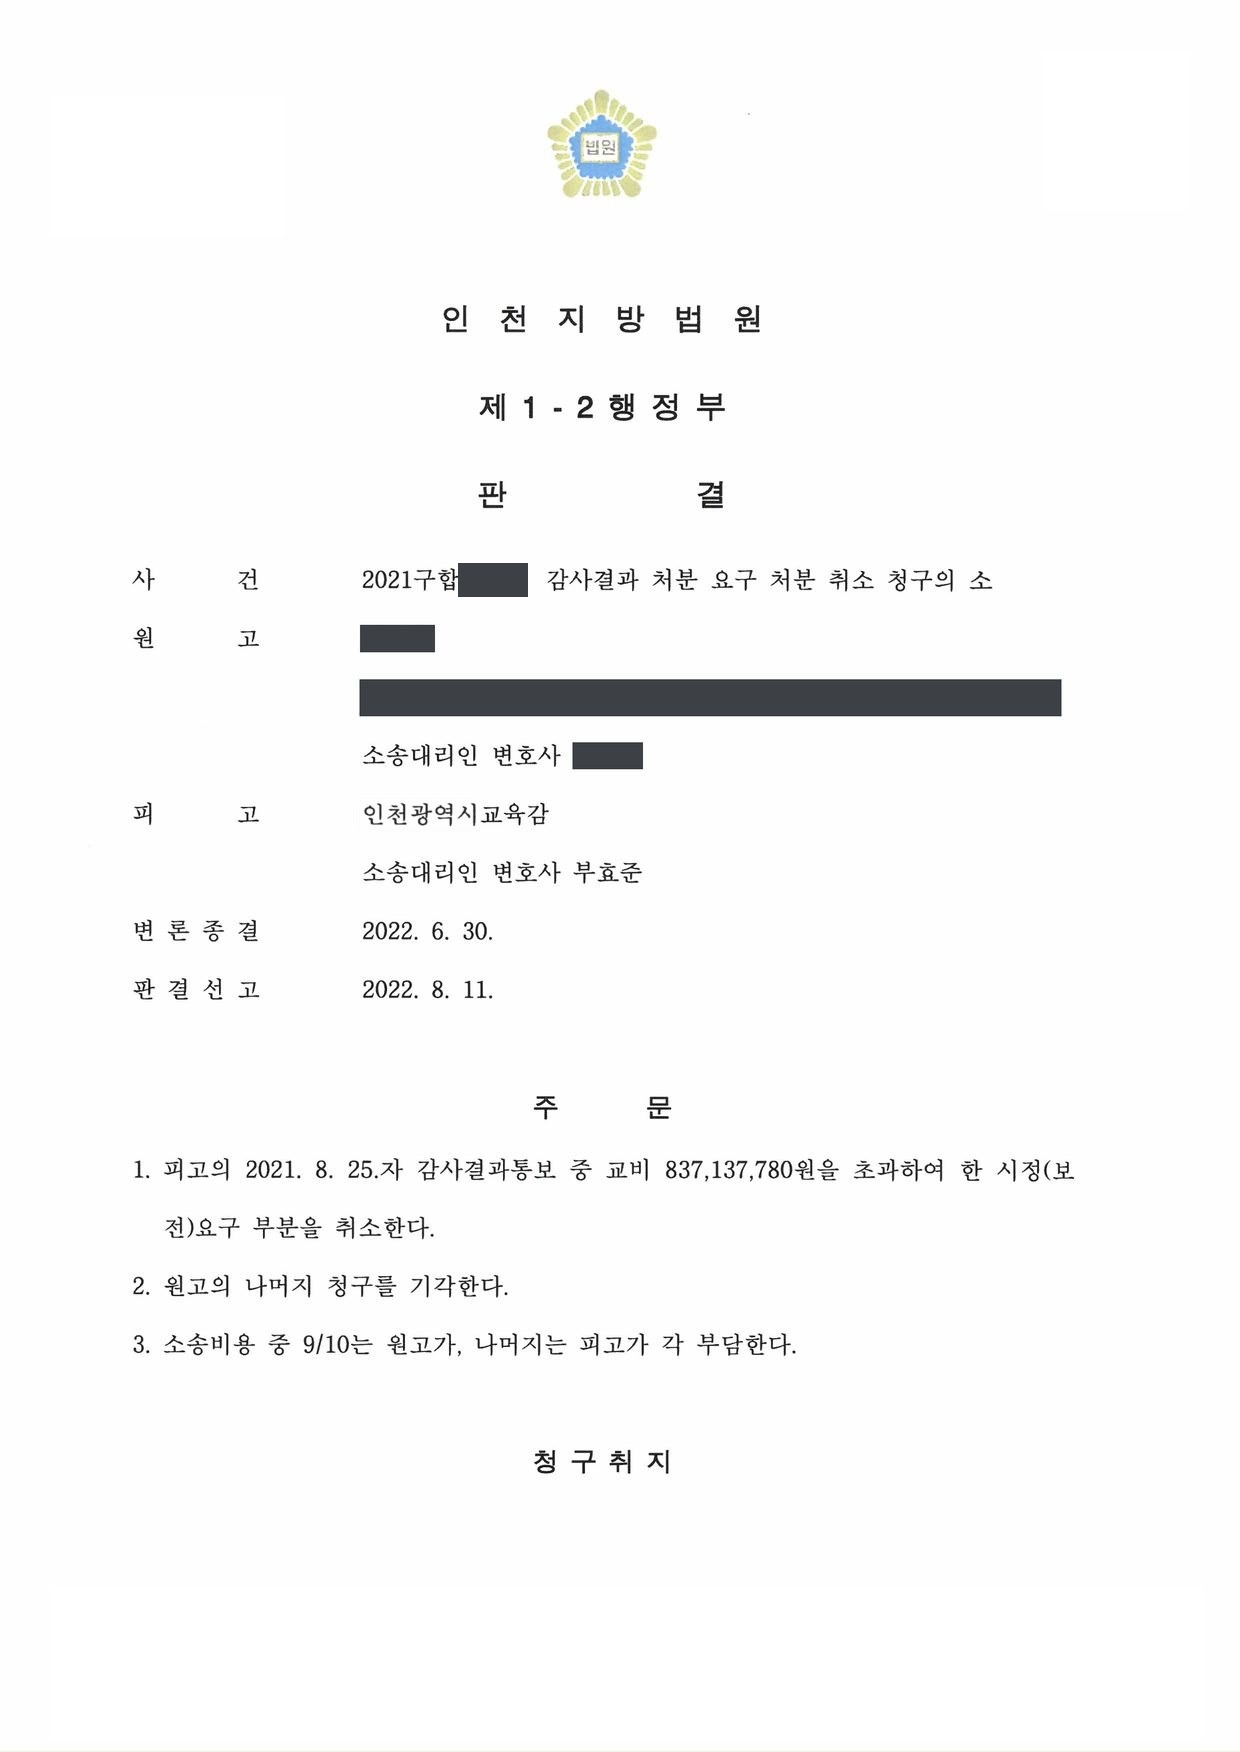 법원
인천지방법원
제1-2행정부
판 결
사 건 2021구합 감사결과 처분 요구 처분 취소 청구의 소
원 고
소송대리인 변호사
피 고 인천광역시교육감
소송대리인 변호사 부효준
변론종결 2022. 6. 30.
판결선고 2022. 8. 11.
주 문
1. 피고의 2021. 8. 25.자 감사결과통보 중 교비 837,137,780원을 초과하여 한 시정(보
전)요구 부분을 취소한다.
2. 원고의 나머지 청구를 기각한다.
3. 소송비용 중 9/10는 원고가, 나머지는 피고가 각 부담한다.
청구취지